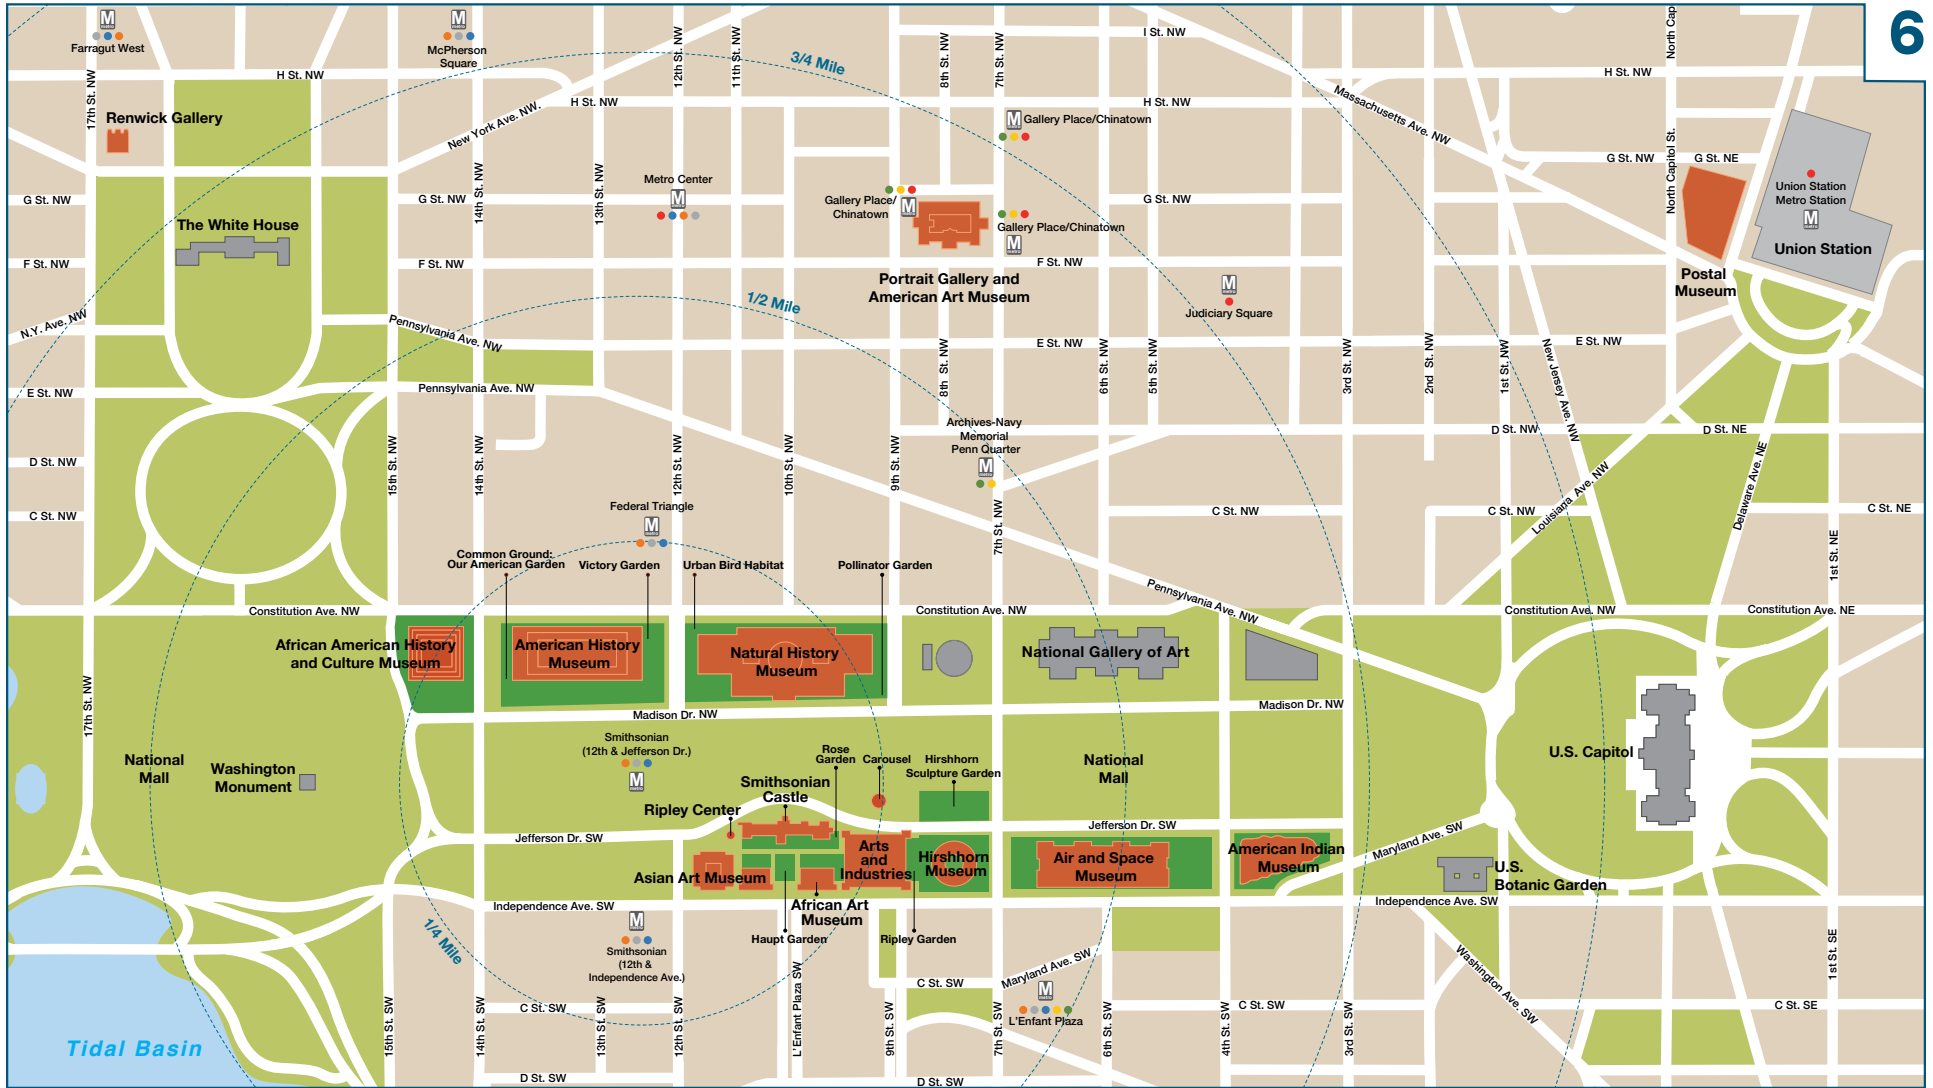 6
Farragut West
McPherson
Square
I St. NW
North Cap
3/4 Mile
17th St. NW
H St. NW
12th St. NW
11th St. NW
8th St. NW
7th St. NW
H St. NW
H St. NW
H St. NW
New York Ave. NW.
Massachusetts Ave. NW
Renwick Gallery
Gallery Place/Chinatown
G St. NW
G St. NE
North Capitol St.
Metro Center
14th St. NW
13th St. NW
G St. NW
G St. NW
G St. NW
Gallery Place/
Chinatown
Gallery Place/Chinatown
Union Station
Metro Station
Union Station
The White House
F St. NW
F St. NW
F St. NW
Portrait Gallery and
American Art Museum
Postal
Museum
Judiciary Square
1/2 Mile
N.Y. Ave. NW
Pennsylvania Ave. NW
E St. NW
E St. NW
8th St. NW
6th St. NW
5th St. NW
3rd St. NW
2nd St. NW
1st St. NW
New Jersey Ave. NW
E St. NW
Pennsylvania Ave. NW
Archives-Navy
Memorial
Penn Quarter
D St. NW
D St. NE
D St. NW
15th St. NW
14th St. NW
12th St. NW
10th St. NW
9th St. NW
7th St. NW
Louisiana Ave. NW
Delaware Ave. NE
C St. NW
C St. NW
C St. NW
C St. NE
1st St. NE
Federal Triangle
Common Ground:
Our American Garden
Victory Garden
Urban Bird Habitat
Pollinator Garden
Pennsylvania Ave. NW
Constitution Ave. NW
Constitution Ave. NW
Constitution Ave. NW
Constitution Ave. NE
African American History
and Culture Museum
American History
Museum
Natural History
Museum
National Gallery of Art
17th St. NW
Madison Dr. NW
Madison Dr. NW
Smithsonian
(12th & Jefferson Dr.)
Rose
Garden
Carousel
Hirshhorn
Sculpture Garden
National
Mall
Washington
Monument
National
Mall
U.S. Capitol
Smithsonian
Castle
Ripley Center
Jefferson Dr. SW
Jefferson Dr. SW
Maryland Ave. SW
Asian Art Museum
Arts
and
Industries
Hirshhorn
Museum
Air and Space
Museum
American Indian
Museum
U.S.
Botanic Garden
African Art
Museum
Independence Ave. SW
Independence Ave. SW
Haupt Garden
Ripley Garden
1/4 Mile
Smithsonian
(12th &
Independence Ave.)
Maryland Ave. SW
Washington Ave. SW
1st St. SE
C St. SW
C St. SW
C St. SW
C St. SE
L'Enfant Plaza
L'Enfant Plaza SW
15th St. SW
14th St. SW
13th St. SW
12th St. SW
9th St. SW
7th St. SW
6th St. SW
4th St. SW
3rd St. SW
Tidal Basin
D St. SW
D St. SW